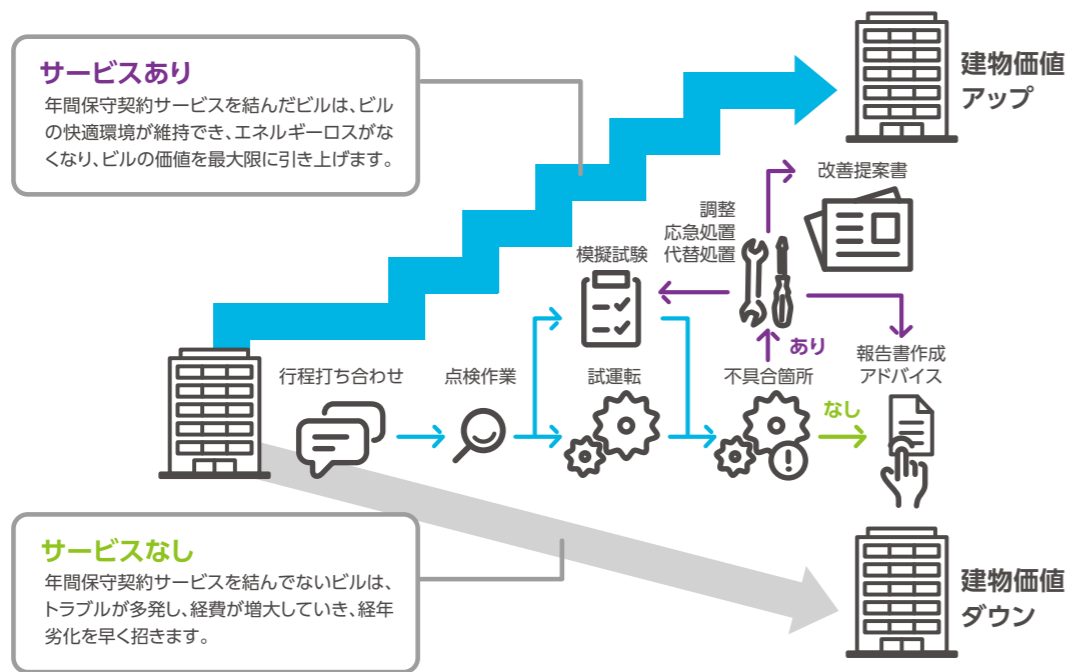 サービスあり
年間保守契約サービスを結んだビルは、ビル
の快適環境が維持でき、エネルギーロスがな
くなり、ビルの価値を最大限に引き上げます。
建物価値
アップ
改善提案書
調整
応急処置
代替処置
模擬試験
あり
行程打ち合わせ
点検作業
試運転
不具合箇所
なし
報告書作成
アドバイス
サービスなし
年間保守契約サービスを結んでないビルは、
トラブルが多発し、経費が増大していき、経年
劣化を早く招きます。
建物価値
ダウン